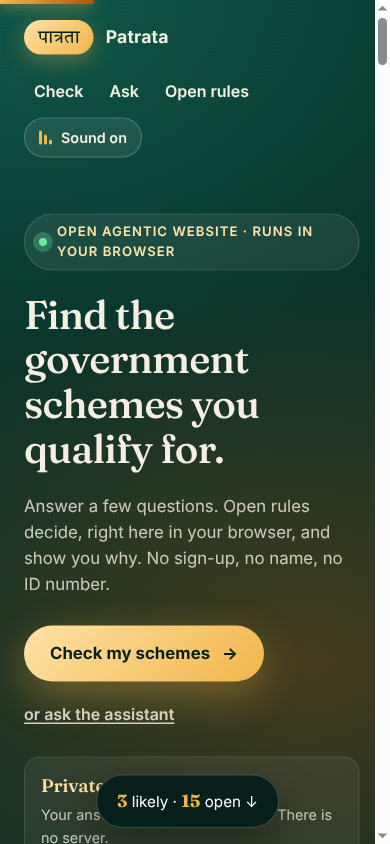 पात्रता Patrata
Check Ask Open rules
Sound on
OPEN AGENTIC WEBSITE · RUNS IN
YOUR BROWSER
Find the
government
schemes you
qualify for.
Answer a few questions. Open rules
decide, right here in your browser, and
show you why. No sign-up, no name, no
ID number.
Check my schemes →
or ask the assistant
Private
3 likely · 15 open ↓
Your There is
no server.